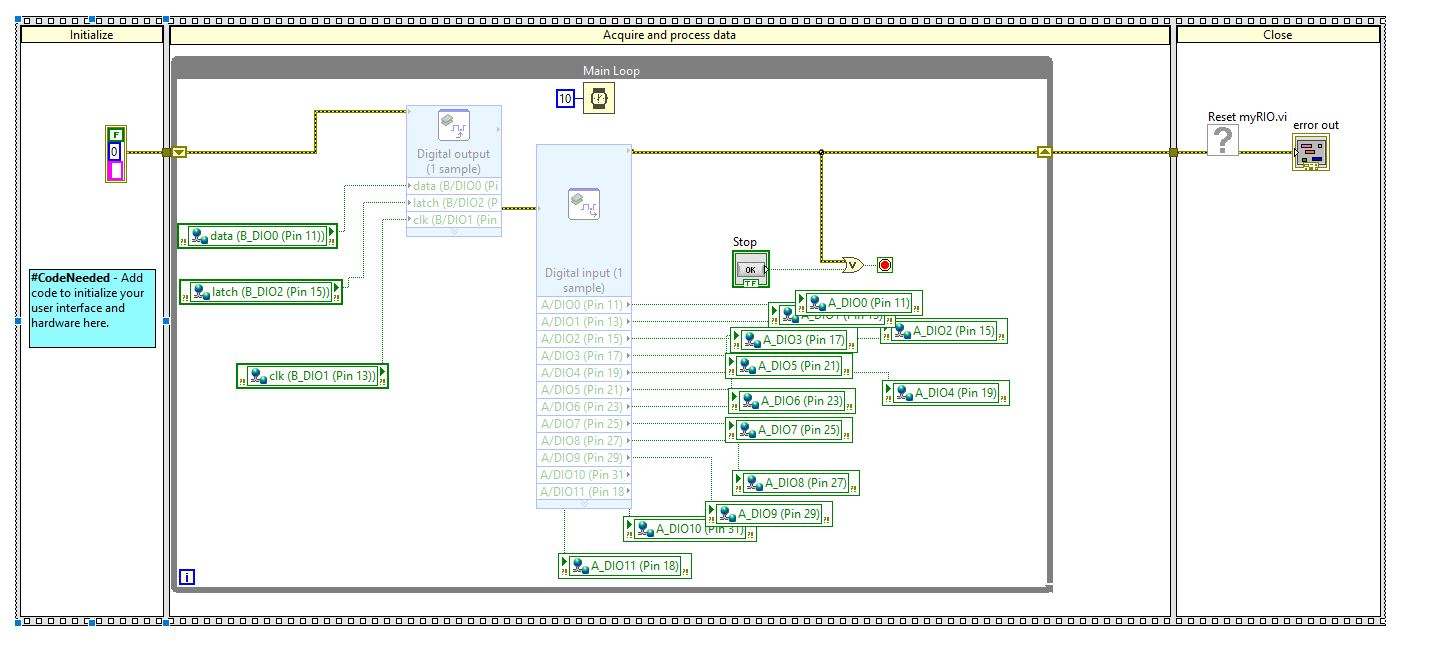 Initialize
Acquire and process data
Close
Main Loop
10
F
0
Reset myRIO.vi
?
error out
Digital output
(1 sample)
data (B/DIO0 (Pi
latch (B/DIO2 (P
clk (B/DIO1 (Pin
data (B_DIO0 (Pin 11))
latch (B_DIO2 (Pin 15))
clk (B_DIO1 (Pin 13))
#CodeNeeded - Add
code to initialize your
user interface and
hardware here.
Digital input (1
sample)
A/DIO0 (Pin 11)
A/DIO1 (Pin 13)
A/DIO2 (Pin 15)
A/DIO3 (Pin 17)
A/DIO4 (Pin 19)
A/DIO5 (Pin 21)
A/DIO6 (Pin 23)
A/DIO7 (Pin 25)
A/DIO8 (Pin 27)
A/DIO9 (Pin 29)
A/DIO10 (Pin 31
A/DIO11 (Pin 18
Stop
OK
TF
V
A_DIO0 (Pin 11)
A_DIO1 (Pin 13)
A_DIO2 (Pin 15)
A_DIO3 (Pin 17)
A_DIO5 (Pin 21)
A_DIO4 (Pin 19)
A_DIO6 (Pin 23)
A_DIO7 (Pin 25)
A_DIO8 (Pin 27)
A_DIO9 (Pin 29)
A_DIO10 (Pin 31)
A_DIO11 (Pin 18)
i